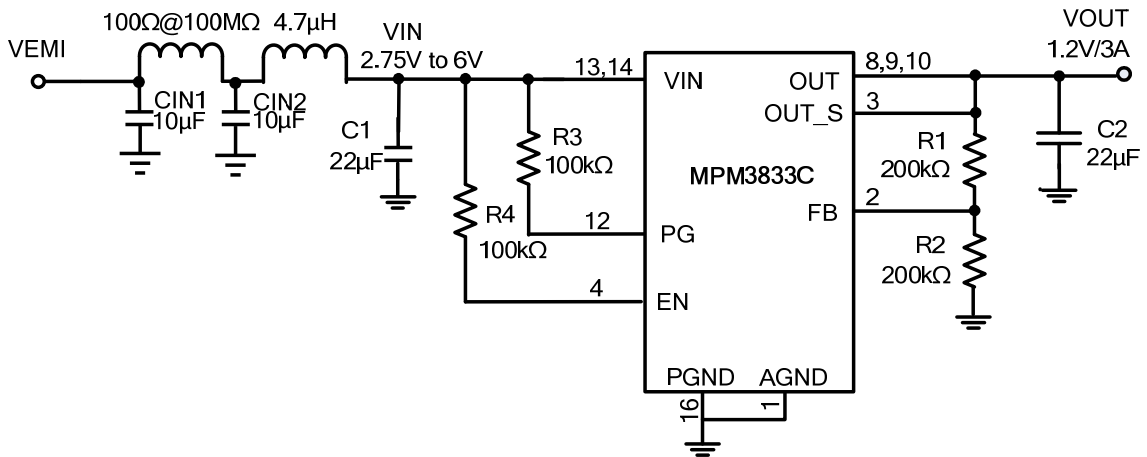 100Ω@100MΩ 4.7µH
VEMI
VIN
2.75V to 6V
CIN1
10µF
CIN2
10µF
C1
22µF
R3
100kΩ
R4
100kΩ
13,14
VIN
12
PG
4
EN
MPM3833C
OUT
8,9,10
OUT_S
3
FB
2
PGND
16
AGND
1
R1
200kΩ
R2
200kΩ
C2
22µF
VOUT
1.2V/3A